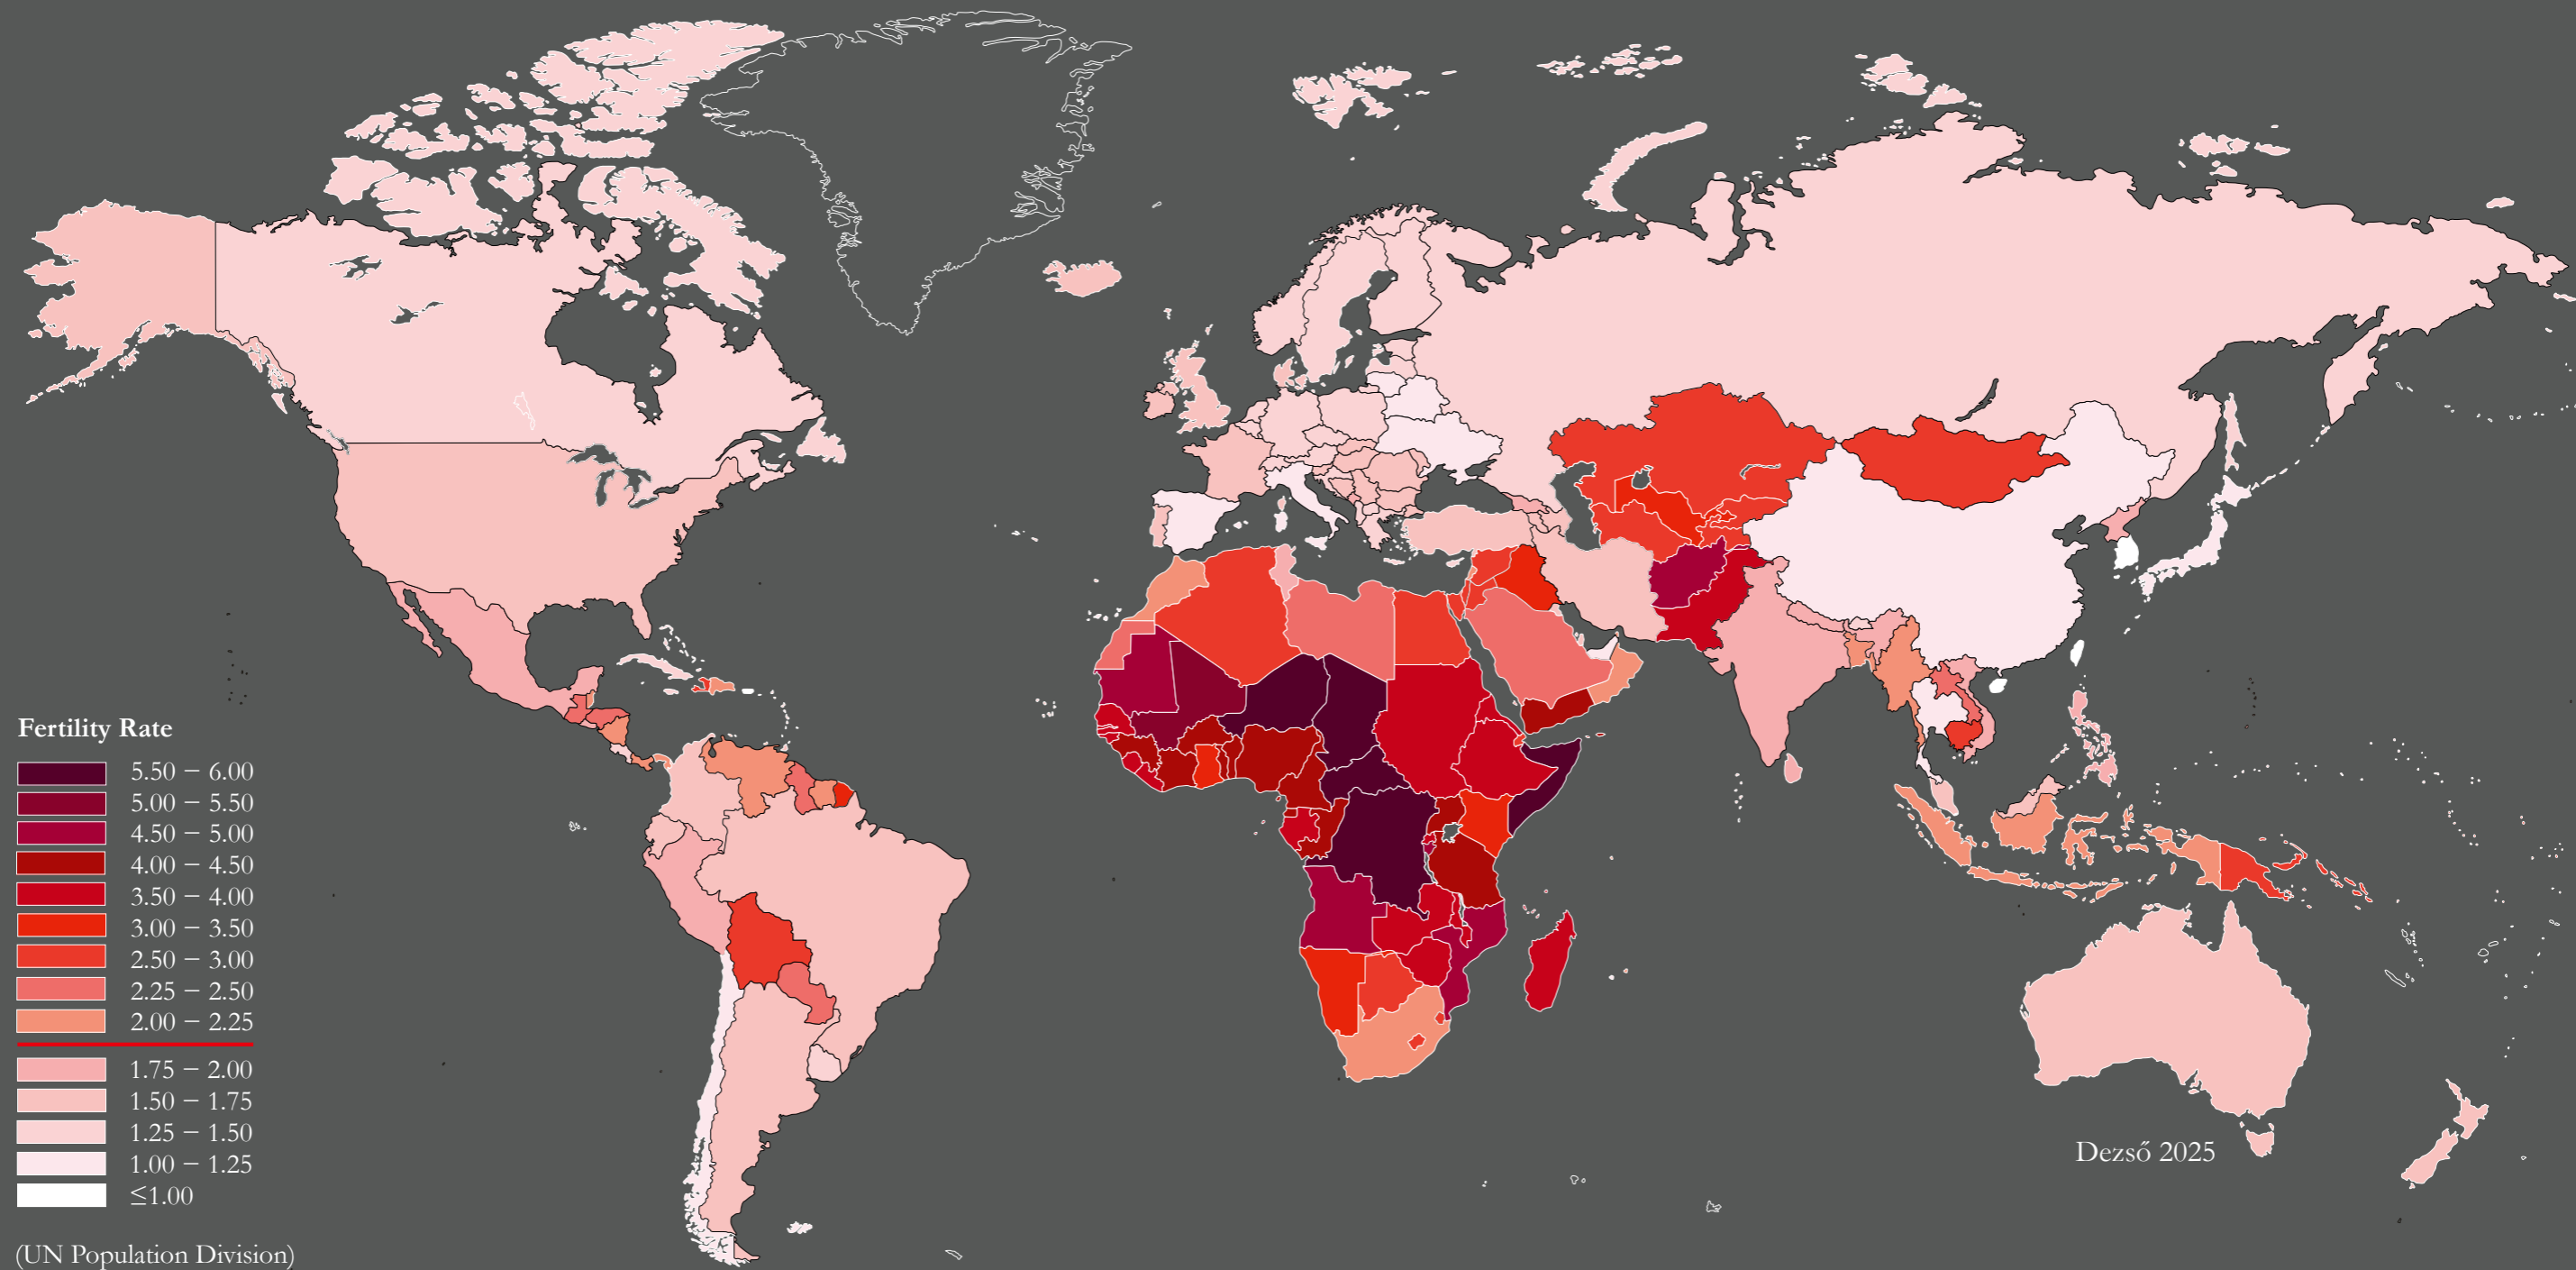 Fertility Rate
5.50 – 6.00
5.00 – 5.50
4.50 – 5.00
4.00 – 4.50
3.50 – 4.00
3.00 – 3.50
2.50 – 3.00
2.25 – 2.50
2.00 – 2.25
1.75 – 2.00
1.50 – 1.75
1.25 – 1.50
1.00 – 1.25
≤1.00
(UN Population Division)
Dezső 2025